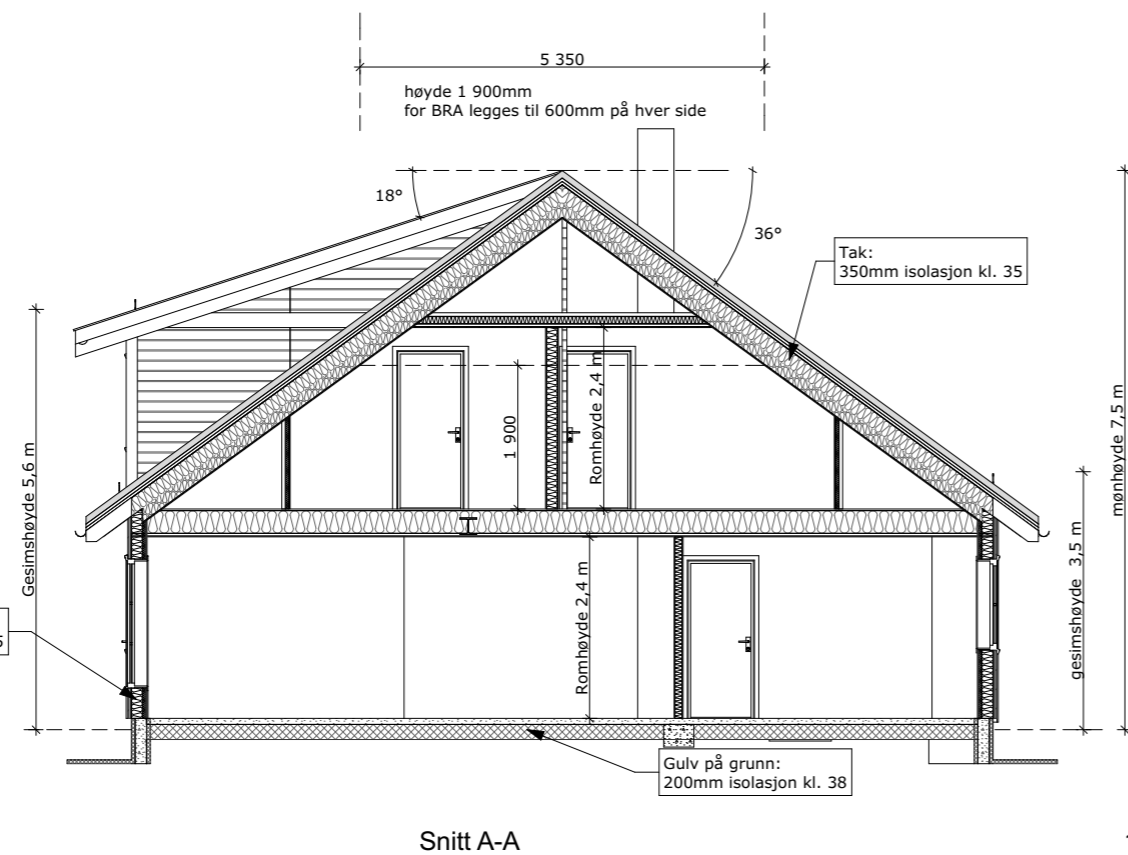 5 350
høyde 1 900mm
for BRA legges til 600mm på hver side
18°
36°
Tak:
350mm isolasjon kl. 35
Gesimshøyde 5,6 m
1 900
Romhøyde 2,4 m
mønhøyde 7,5 m
gesimshøyde 3,5 m
Romhøyde 2,4 m
Gulv på grunn:
200mm isolasjon kl. 38
Snitt A-A